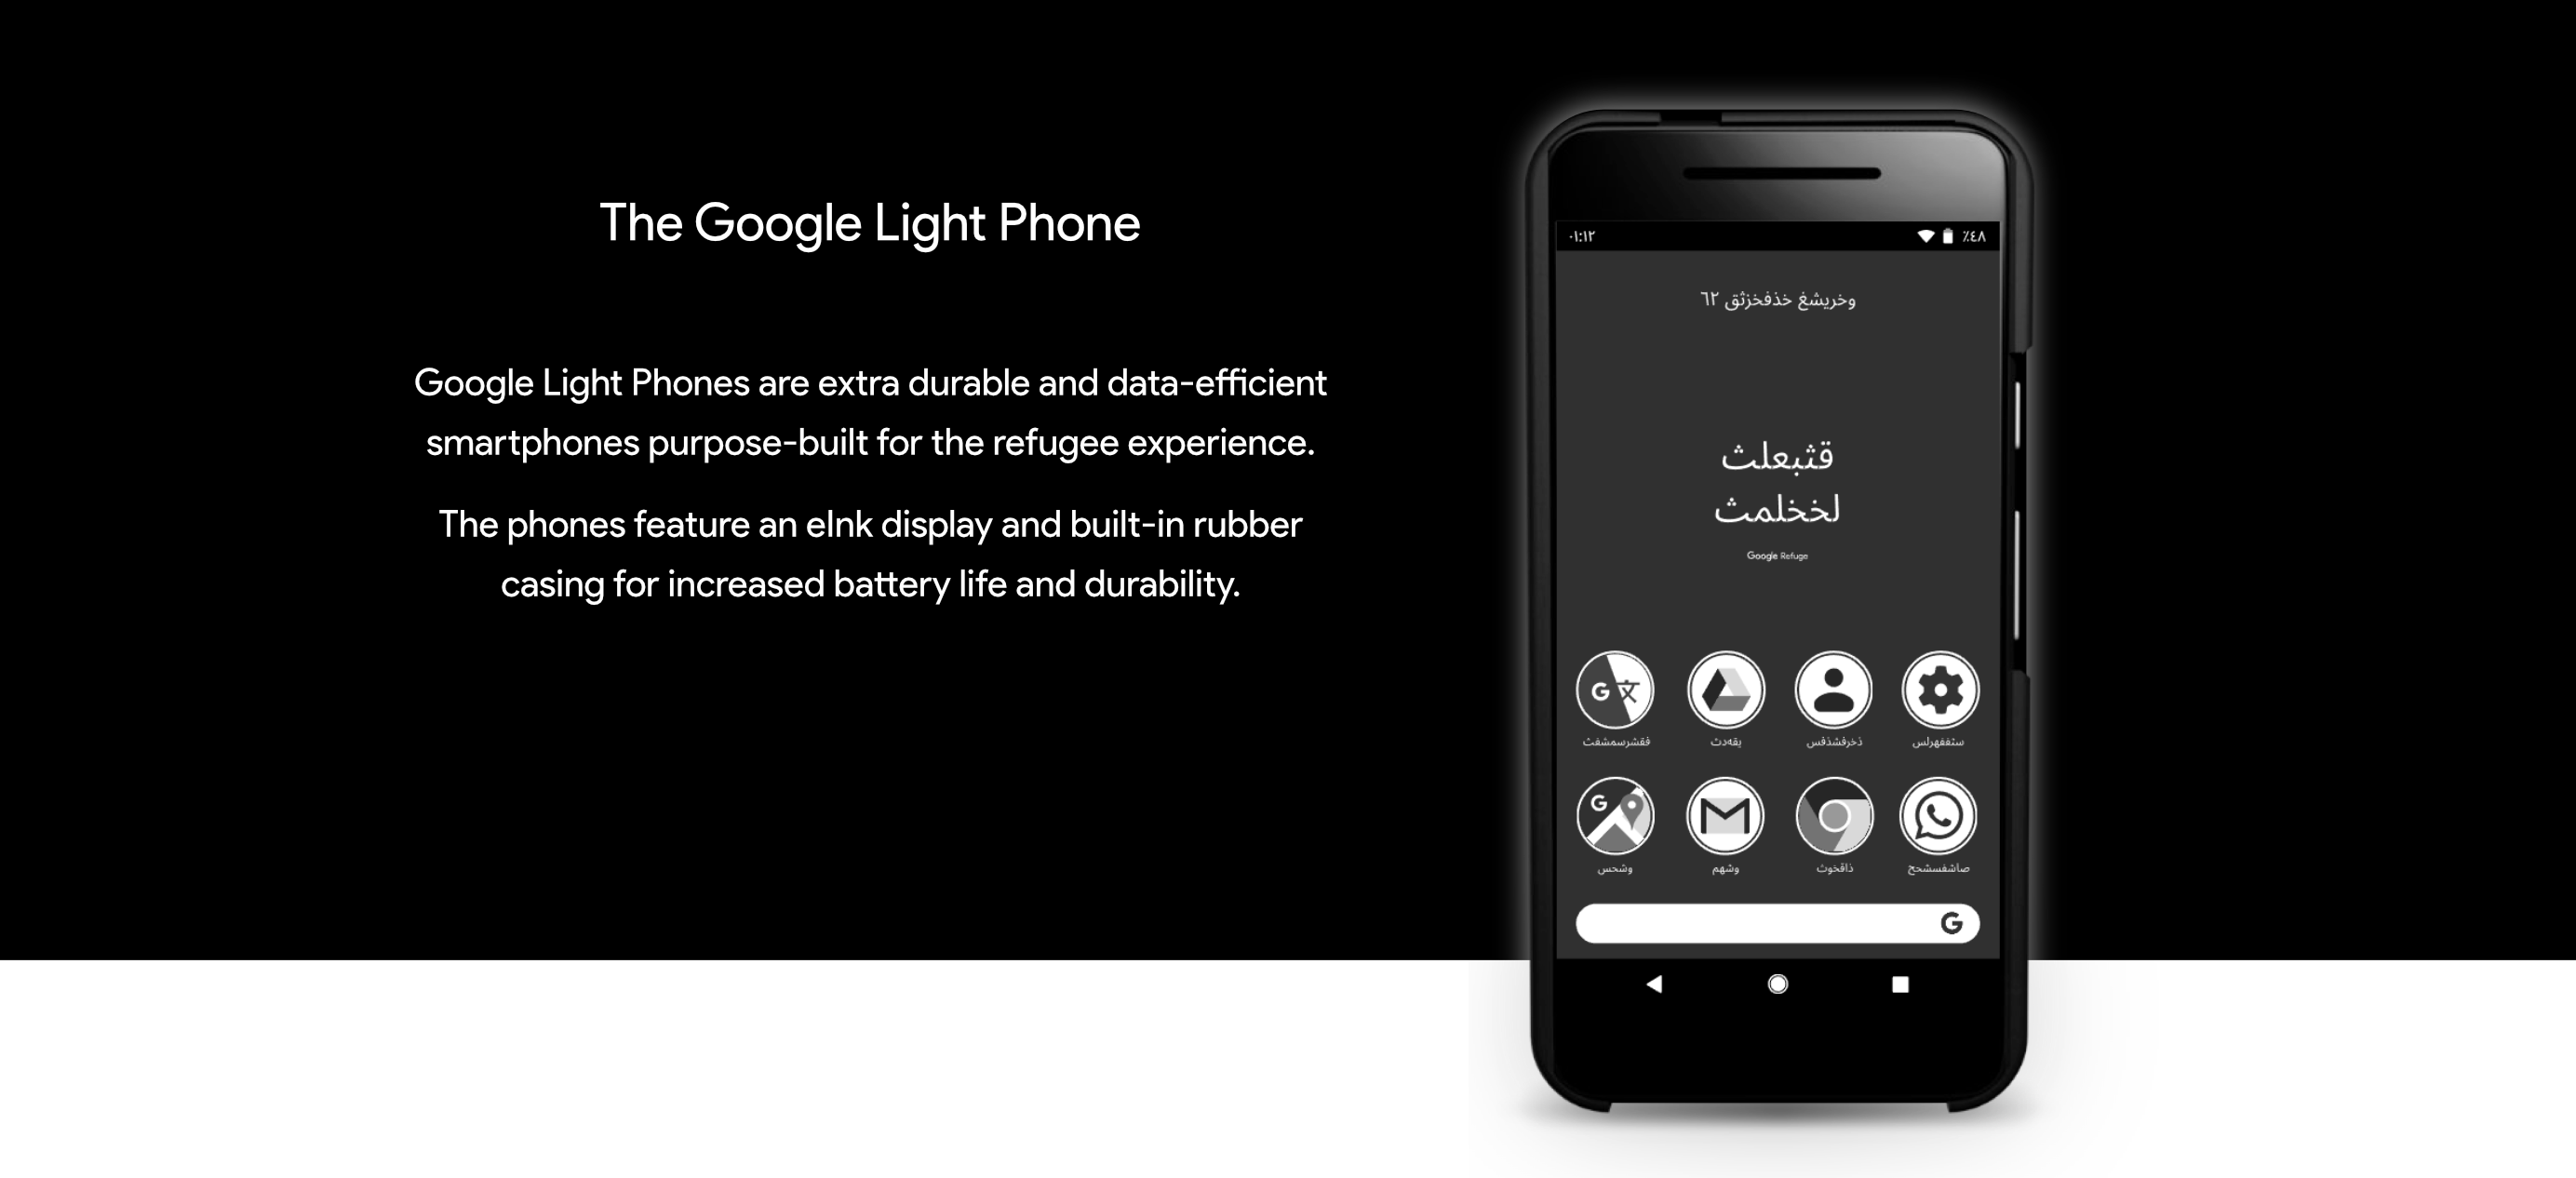 The Google Light Phone
Google Light Phones are extra durable and data-efficient
smartphones purpose-built for the refugee experience.
The phones feature an eInk display and built-in rubber
casing for increased battery life and durability.
٠١:١٢
٪٤٨
وخريشغ خذفخزثق ٦٢
قثبعلث
لخخلمث
Google Refuge
G 文
فقشرسمشفث
يقهدث
ذخرفشذفس
سثففهرلس
G
وشحس
وشهم
ذاقخوث
صاشفسشحح
G